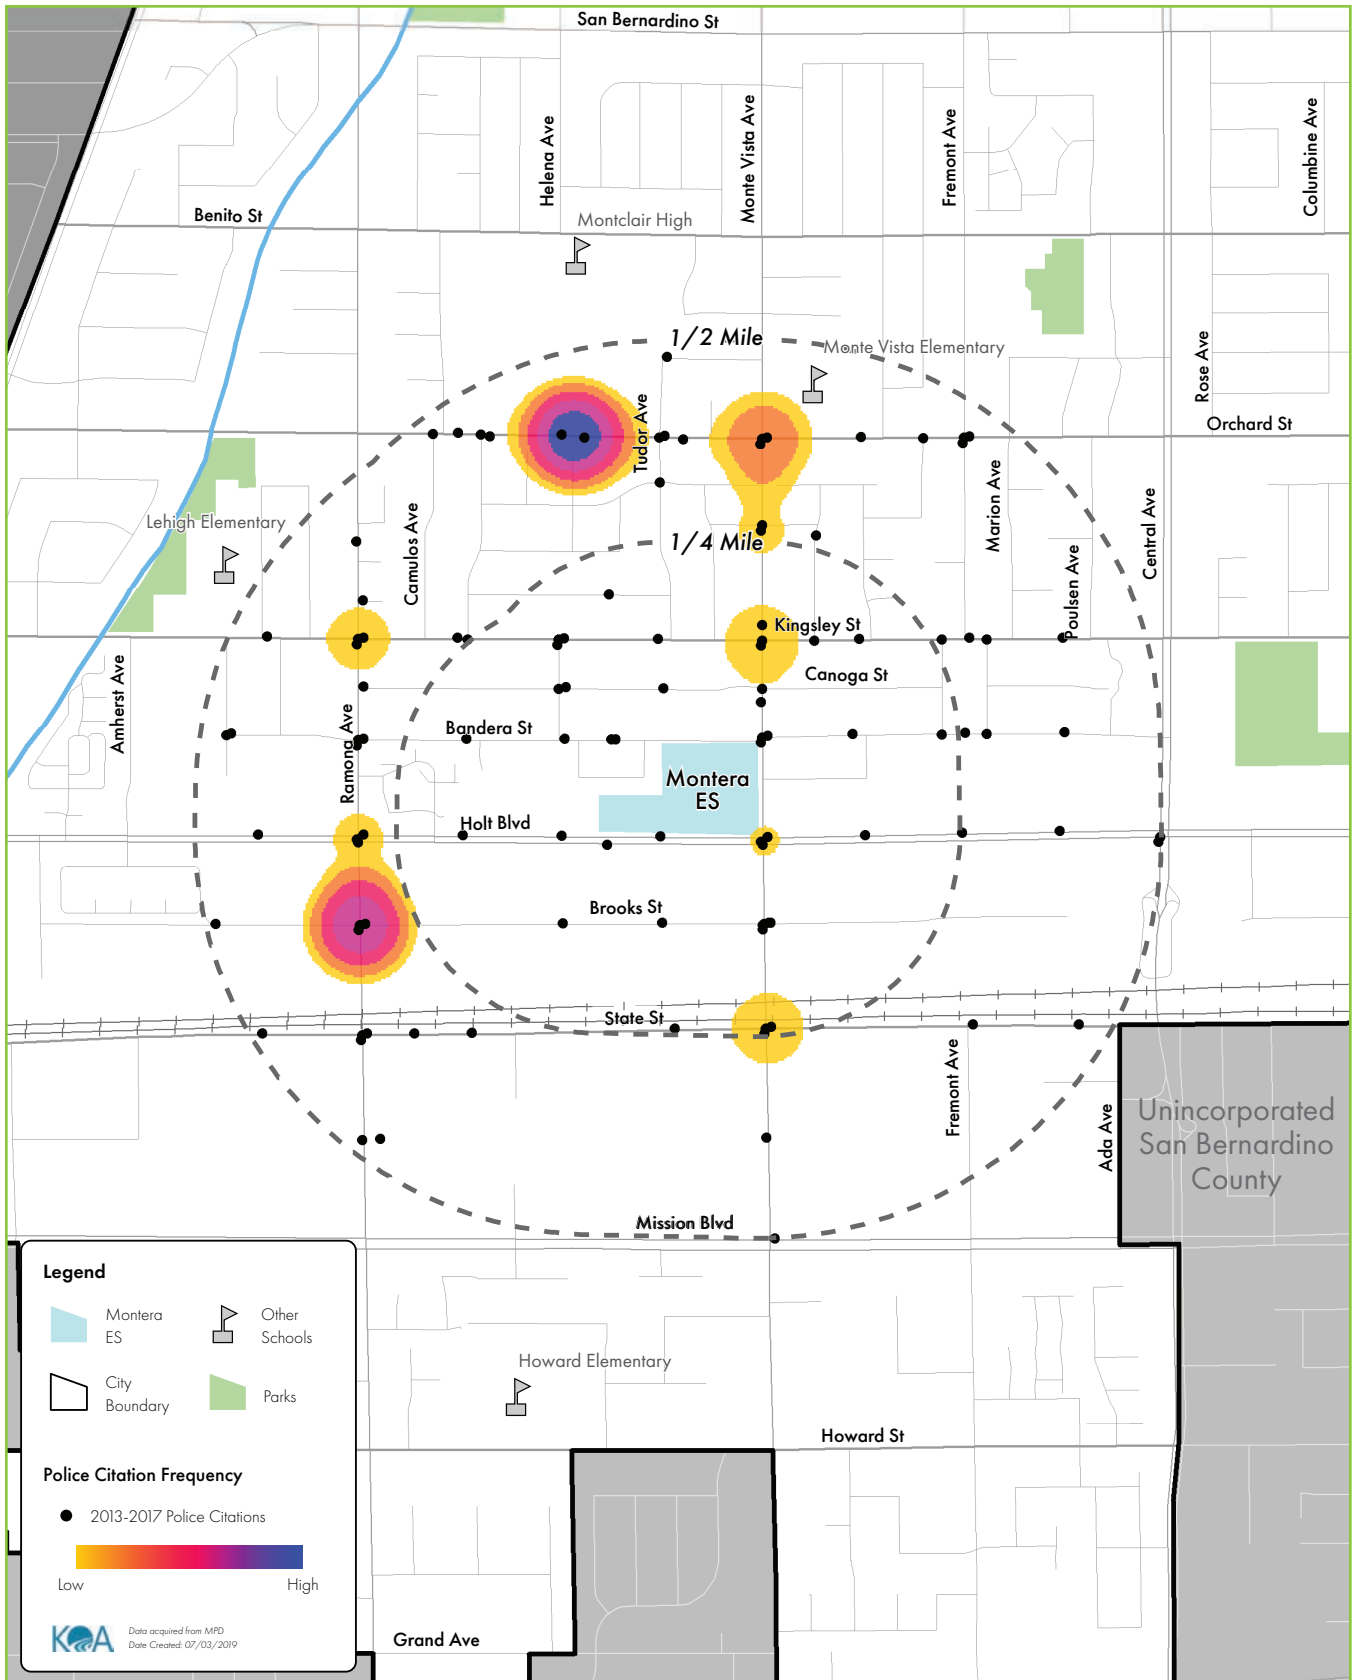 San Bernardino St
Helena Ave
Monte Vista Ave
Fremont Ave
Columbine Ave
Benito St
Montclair High
1/2 Mile
Monte Vista Elementary
Rose Ave
Tudor Ave
Orchard St
Marion Ave
Central Ave
Lehigh Elementary
Camulos Ave
1/4 Mile
Poulsen Ave
Kingsley St
Canoga St
Amherst Ave
Ramona Ave
Bandera St
Montera
ES
Holt Blvd
Brooks St
State St
Fremont Ave
Ada Ave
Unincorporated
San Bernardino
County
Mission Blvd
Legend
Montera
ES
Other
Schools
City
Boundary
Parks
Howard Elementary
Howard St
Police Citation Frequency
2013-2017 Police Citations
Low
High
KOA
Data acquired from MPD
Date Created: 07/03/2019
Grand Ave